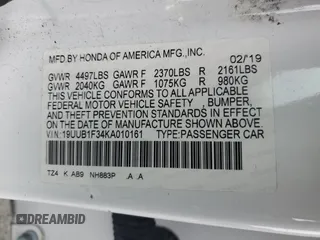 MFD.BY HONDA OF AMERICA MFG.,INC. 02/19
GVWR 4497LBS GAWR F 2370LBS R 2161LBS
GVWR 2040KG GAWR F 1075KG R 980KG
THIS VEHICLE CONFORMS TO ALL APPLICABLE
FEDERAL MOTOR VEHICLE SAFETY, BUMPER,
AND THEFT PREVENTION STANDARDS IN EFFECT
ON THE DATE OF MANUFACTURE SHOWN ABOVE.
VIN:19UUB1F34KA010161 TYPE:PASSENGER CAR
TZ4 K AB9 NH883P .A .A
DREAMBID